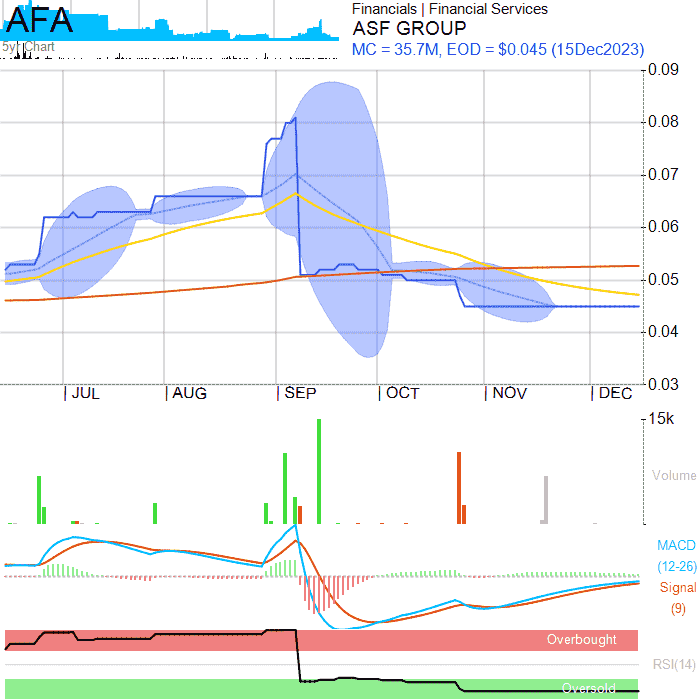 AFA
Financials | Financial Services
ASF GROUP
MC = 35.7M, EOD = $0.045 (15Dec2023)
5yr Chart
0.09
0.08
0.07
0.06
0.05
0.04
0.03
JUL
AUG
SEP
OCT
NOV
DEC
15k
Volume
MACD
(12-26)
Signal
(9)
Overbought
RSI(14)
Oversold